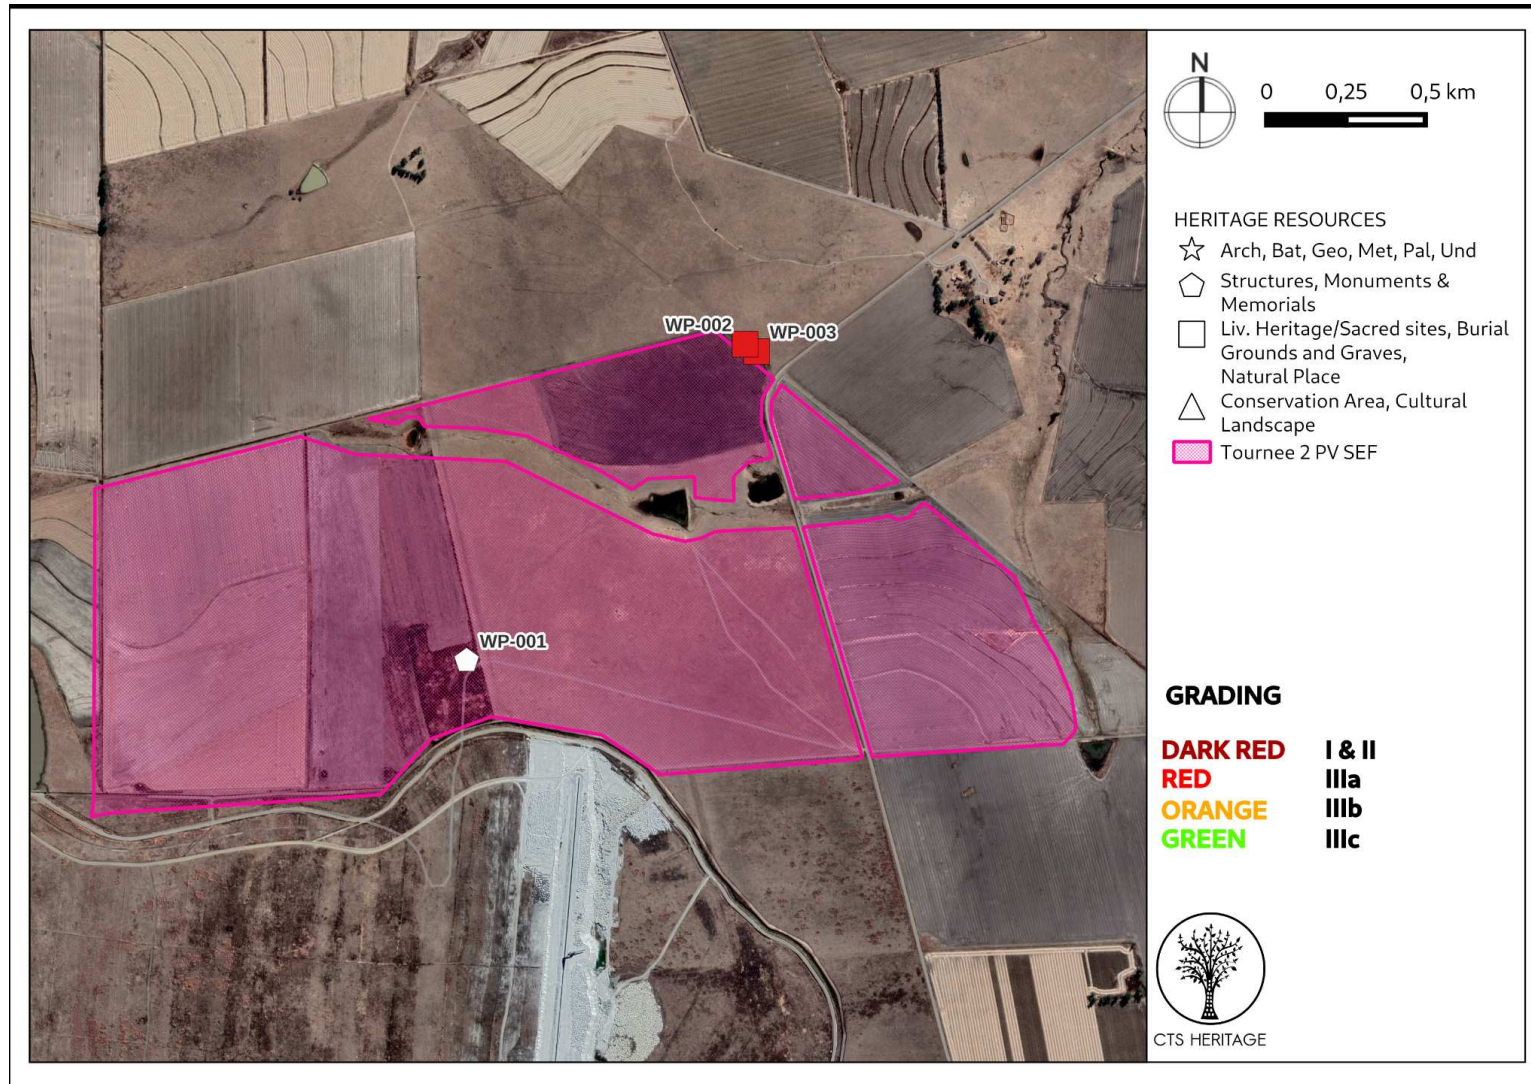 N
0 0,25 0,5 km
HERITAGE RESOURCES
Arch, Bat, Geo, Met, Pal, Und
Structures, Monuments &
Memorials
Liv. Heritage/Sacred sites, Burial
Grounds and Graves,
Natural Place
Conservation Area, Cultural
Landscape
Tournee 2 PV SEF
WP-002
WP-003
WP-001
GRADING
DARK RED I & II
RED IIIa
ORANGE IIIb
GREEN IIIc
CTS HERITAGE